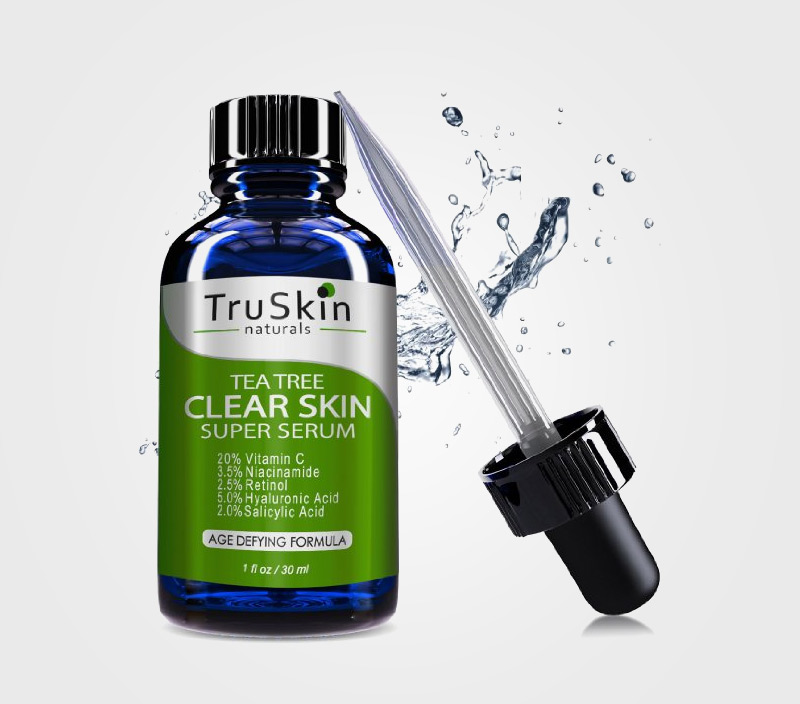 TruSkin
naturals
TEA TREE
CLEAR SKIN
SUPER SERUM
20% Vitamin C
3.5% Niacinamide
2.5% Retinol
5.0% Hyaluronic Acid
2.0% Salicylic Acid
AGE DEFYING FORMULA
1 fl oz / 30 ml